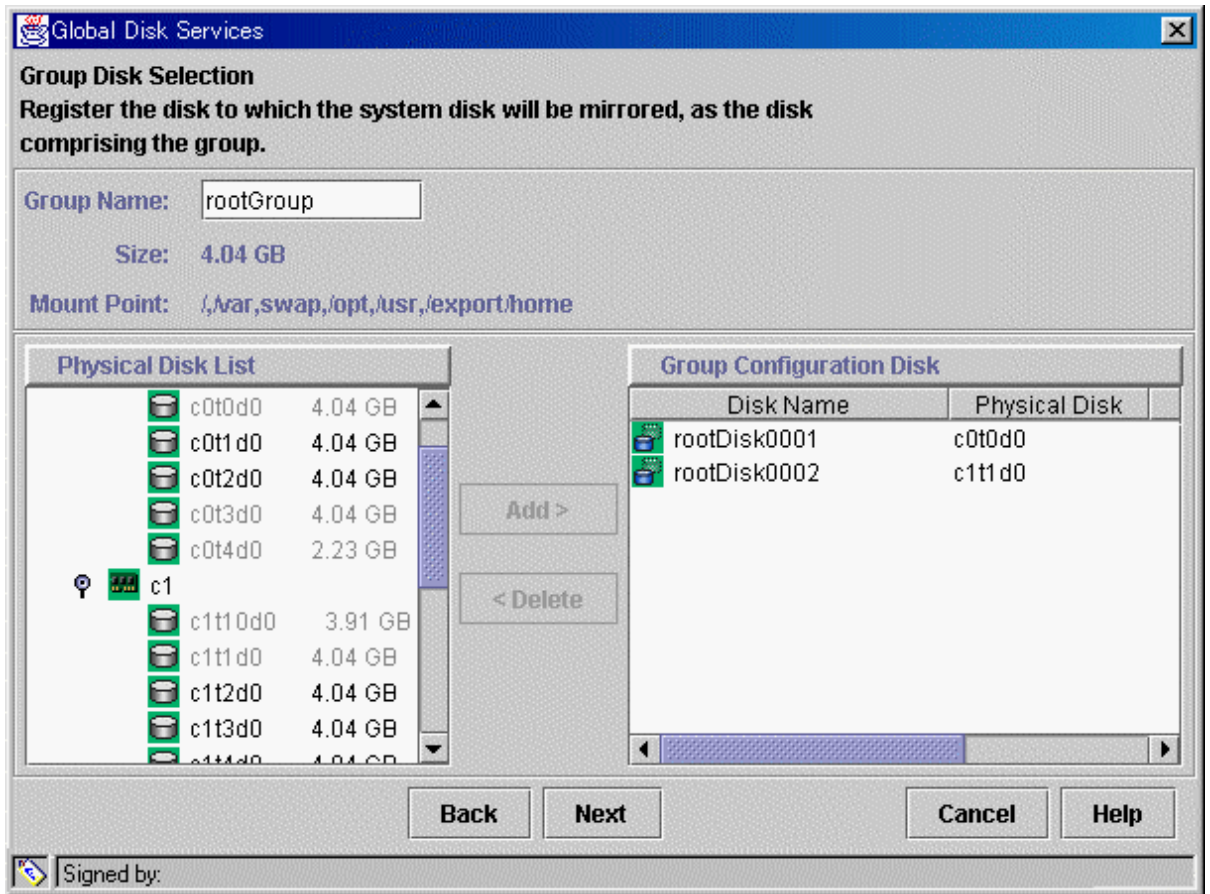 Global Disk Services
Group Disk Selection
Register the disk to which the system disk will be mirrored, as the disk
comprising the group.
Group Name: rootGroup
Size: 4.04 GB
Mount Point: /,/var,swap,/opt,/usr,/export/home
Physical Disk List
c0t0d0 4.04 GB
c0t1d0 4.04 GB
c0t2d0 4.04 GB
c0t3d0 4.04 GB
c0t4d0 2.23 GB
c1
c1t10d0 3.91 GB
c1t1d0 4.04 GB
c1t2d0 4.04 GB
c1t3d0 4.04 GB
c1t4d0 4.04 GB
Add >
< Delete
Group Configuration Disk
Disk Name Physical Disk
rootDisk0001 c0t0d0
rootDisk0002 c1t1d0
Back Next Cancel Help
Signed by: